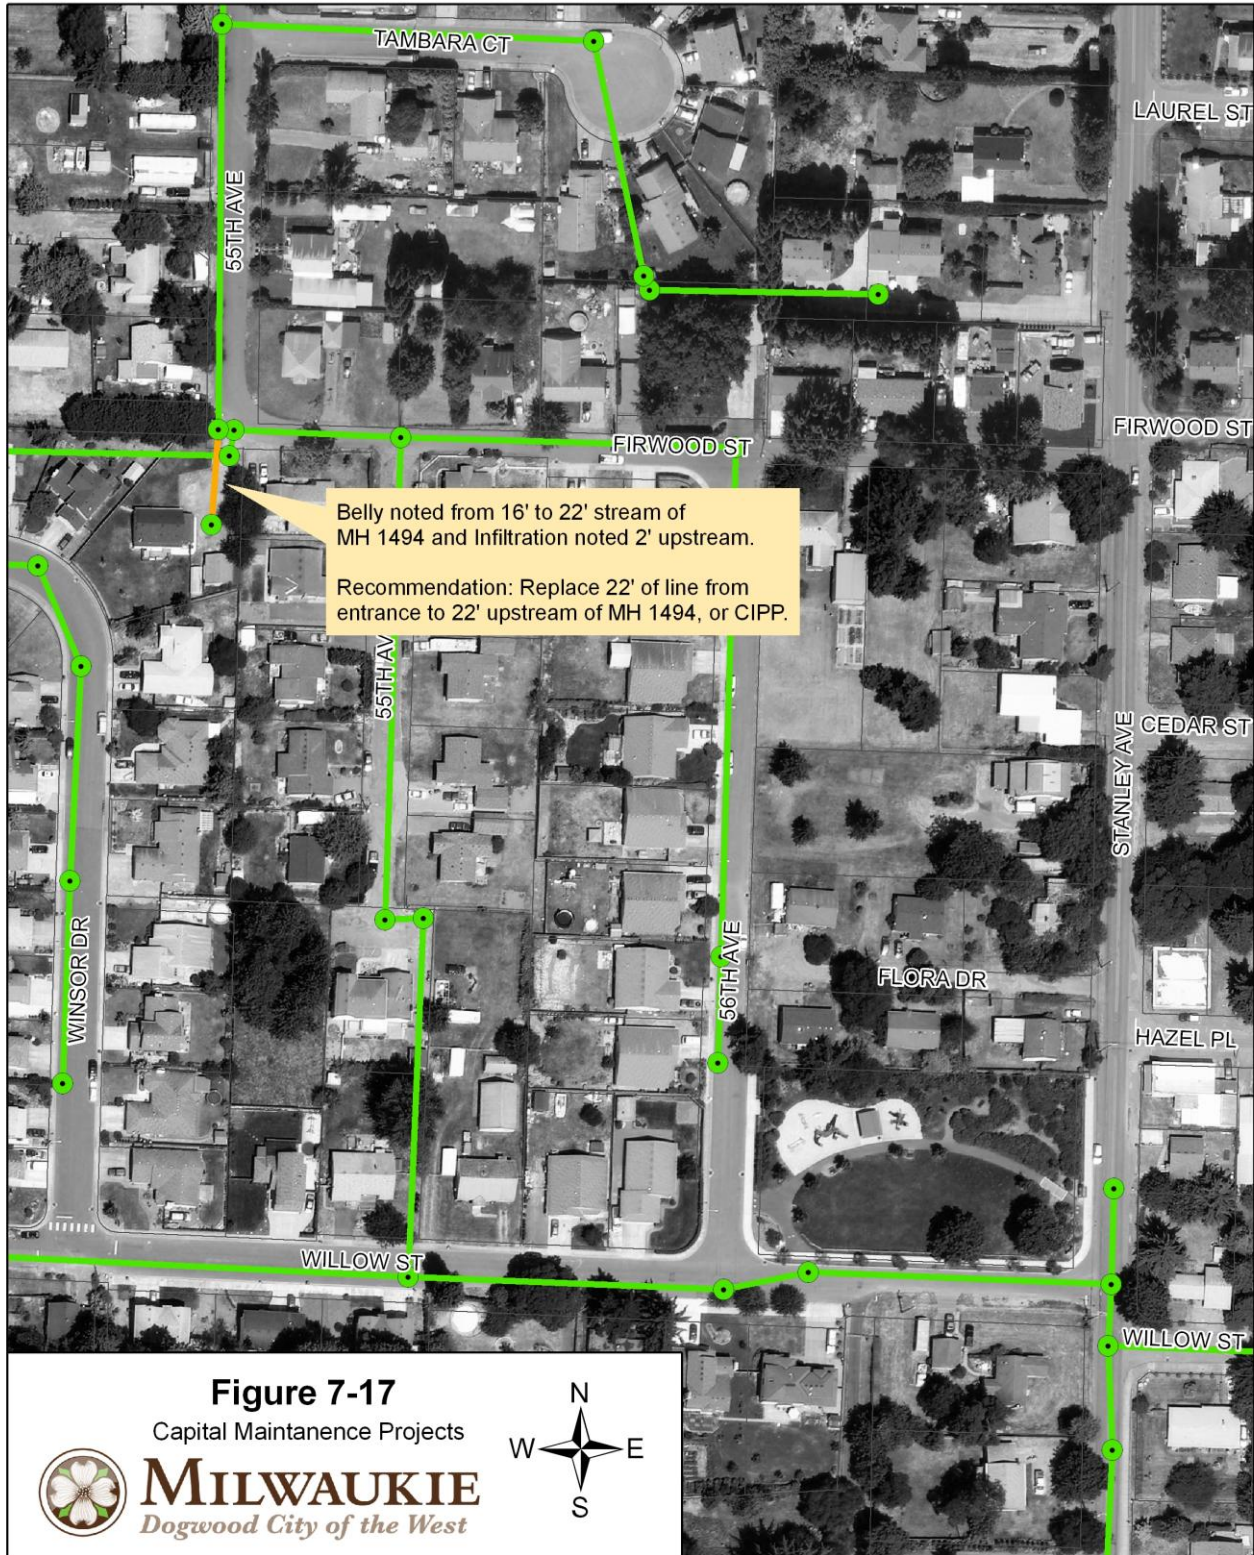 TAMBARA CT
LAUREL ST
55TH AVE
FIRWOOD ST
FIRWOOD ST
Belly noted from 16' to 22' stream of
MH 1494 and Infiltration noted 2' upstream.
Recommendation: Replace 22' of line from
entrance to 22' upstream of MH 1494, or CIPP.
55TH AV
CEDAR ST
STANLEY AVE
WINSOR DR
56TH AVE
FLORA DR
HAZEL PL
WILLOW ST
WILLOW ST
Figure 7-17
Capital Maintanence Projects
N
W
E
S
MILWAUKIE
Dogwood City of the West